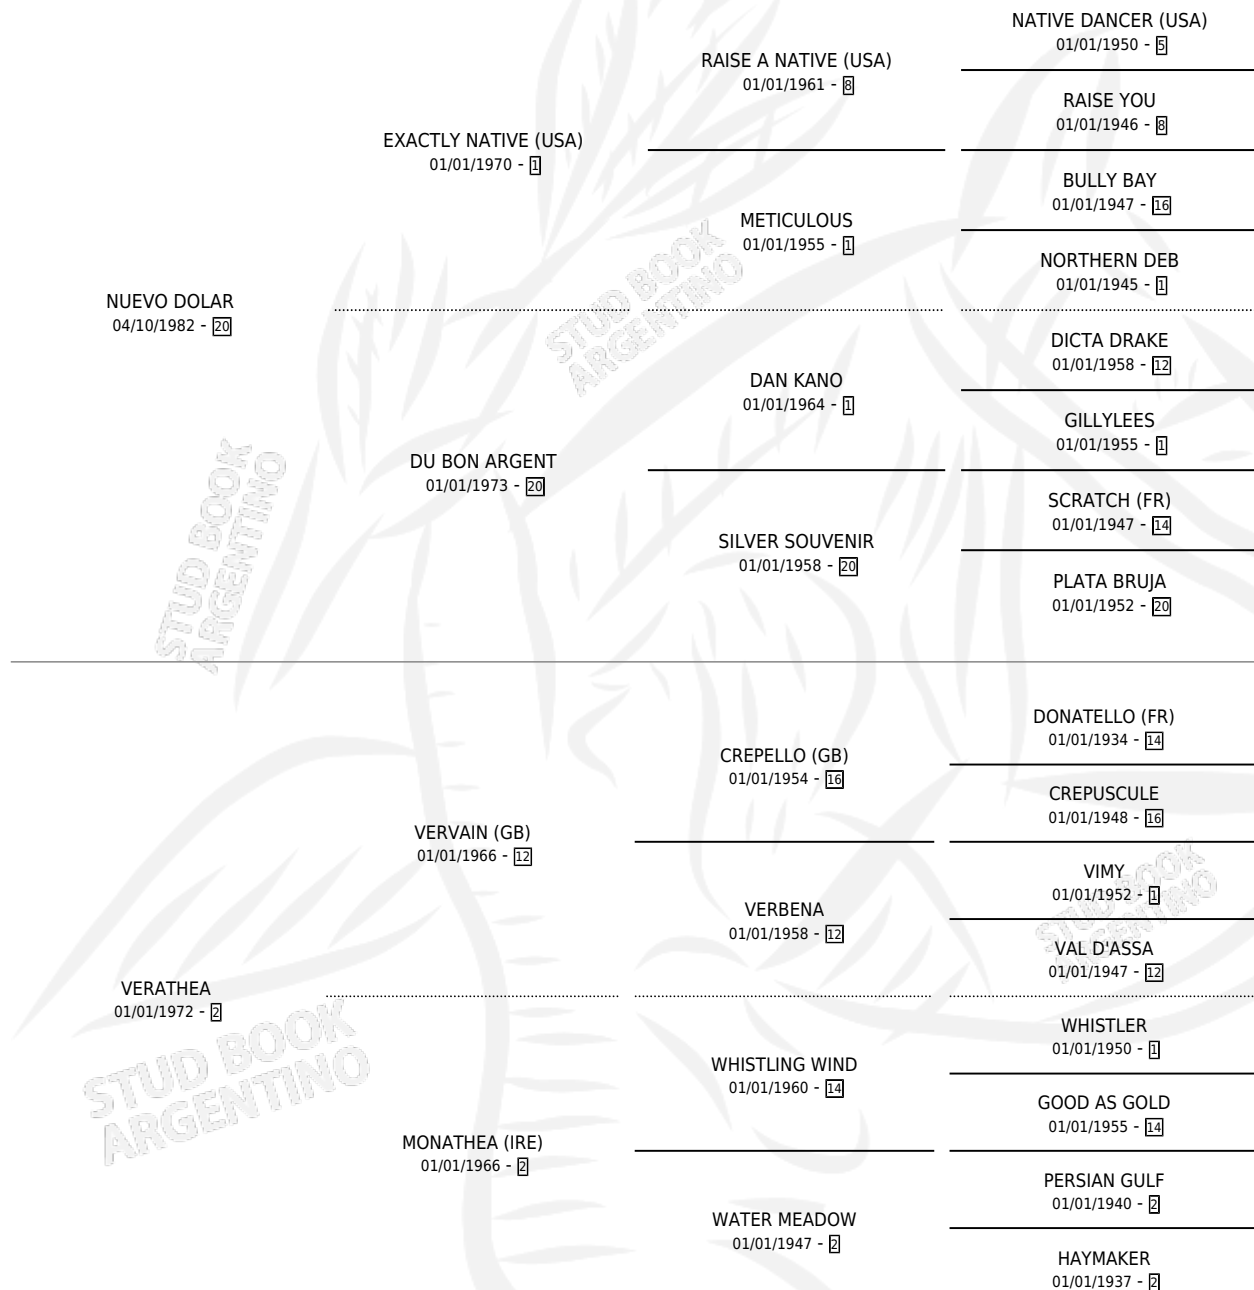 NUEVO DOLAR
04/10/1982 - 20
EXACTLY NATIVE (USA)
01/01/1970 - 1
DU BON ARGENT
01/01/1973 - 20
RAISE A NATIVE (USA)
01/01/1961 - 8
METICULOUS
01/01/1955 - 1
DAN KANO
01/01/1964 - 1
SILVER SOUVENIR
01/01/1958 - 20
NATIVE DANCER (USA)
01/01/1950 - 5
RAISE YOU
01/01/1946 - 8
BULLY BAY
01/01/1947 - 16
NORTHERN DEB
01/01/1945 - 1
DICTA DRAKE
01/01/1958 - 12
GILLYLEES
01/01/1955 - 1
SCRATCH (FR)
01/01/1947 - 14
PLATA BRUJA
01/01/1952 - 20
VERATHEA
01/01/1972 - 2
VERVAIN (GB)
01/01/1966 - 12
MONATHEA (IRE)
01/01/1966 - 2
CREPELLO (GB)
01/01/1954 - 16
VERBENA
01/01/1958 - 12
WHISTLING WIND
01/01/1960 - 14
WATER MEADOW
01/01/1947 - 2
DONATELLO (FR)
01/01/1934 - 14
CREPUSCULE
01/01/1948 - 16
VIMY
01/01/1952 - 1
VAL D'ASSA
01/01/1947 - 12
WHISTLER
01/01/1950 - 1
GOOD AS GOLD
01/01/1955 - 14
PERSIAN GULF
01/01/1940 - 2
HAYMAKER
01/01/1937 - 2
STUD BOOK
ARGENTINO
STUD BOOK
ARGENTINO
STUD BOOK
ARGENTINO
STUD BOOK
ARGENTINO